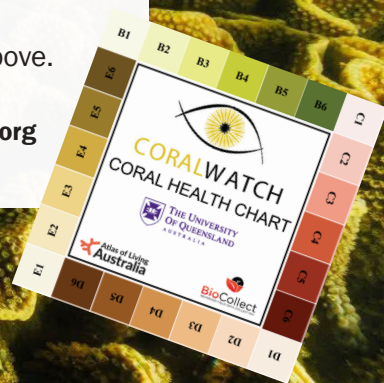 ove.
org
B1 B2 B3 B4 B5 B6
C1
C2
C3
C4
C5
C6
D1
D2
D3
D4
D5
D6
E1
E2
E3
E4
E5
E6
CORALWATCH
CORAL HEALTH CHART
THE UNIVERSITY
OF QUEENSLAND
AUSTRALIA
Atlas of Living
Australia
BioCollect